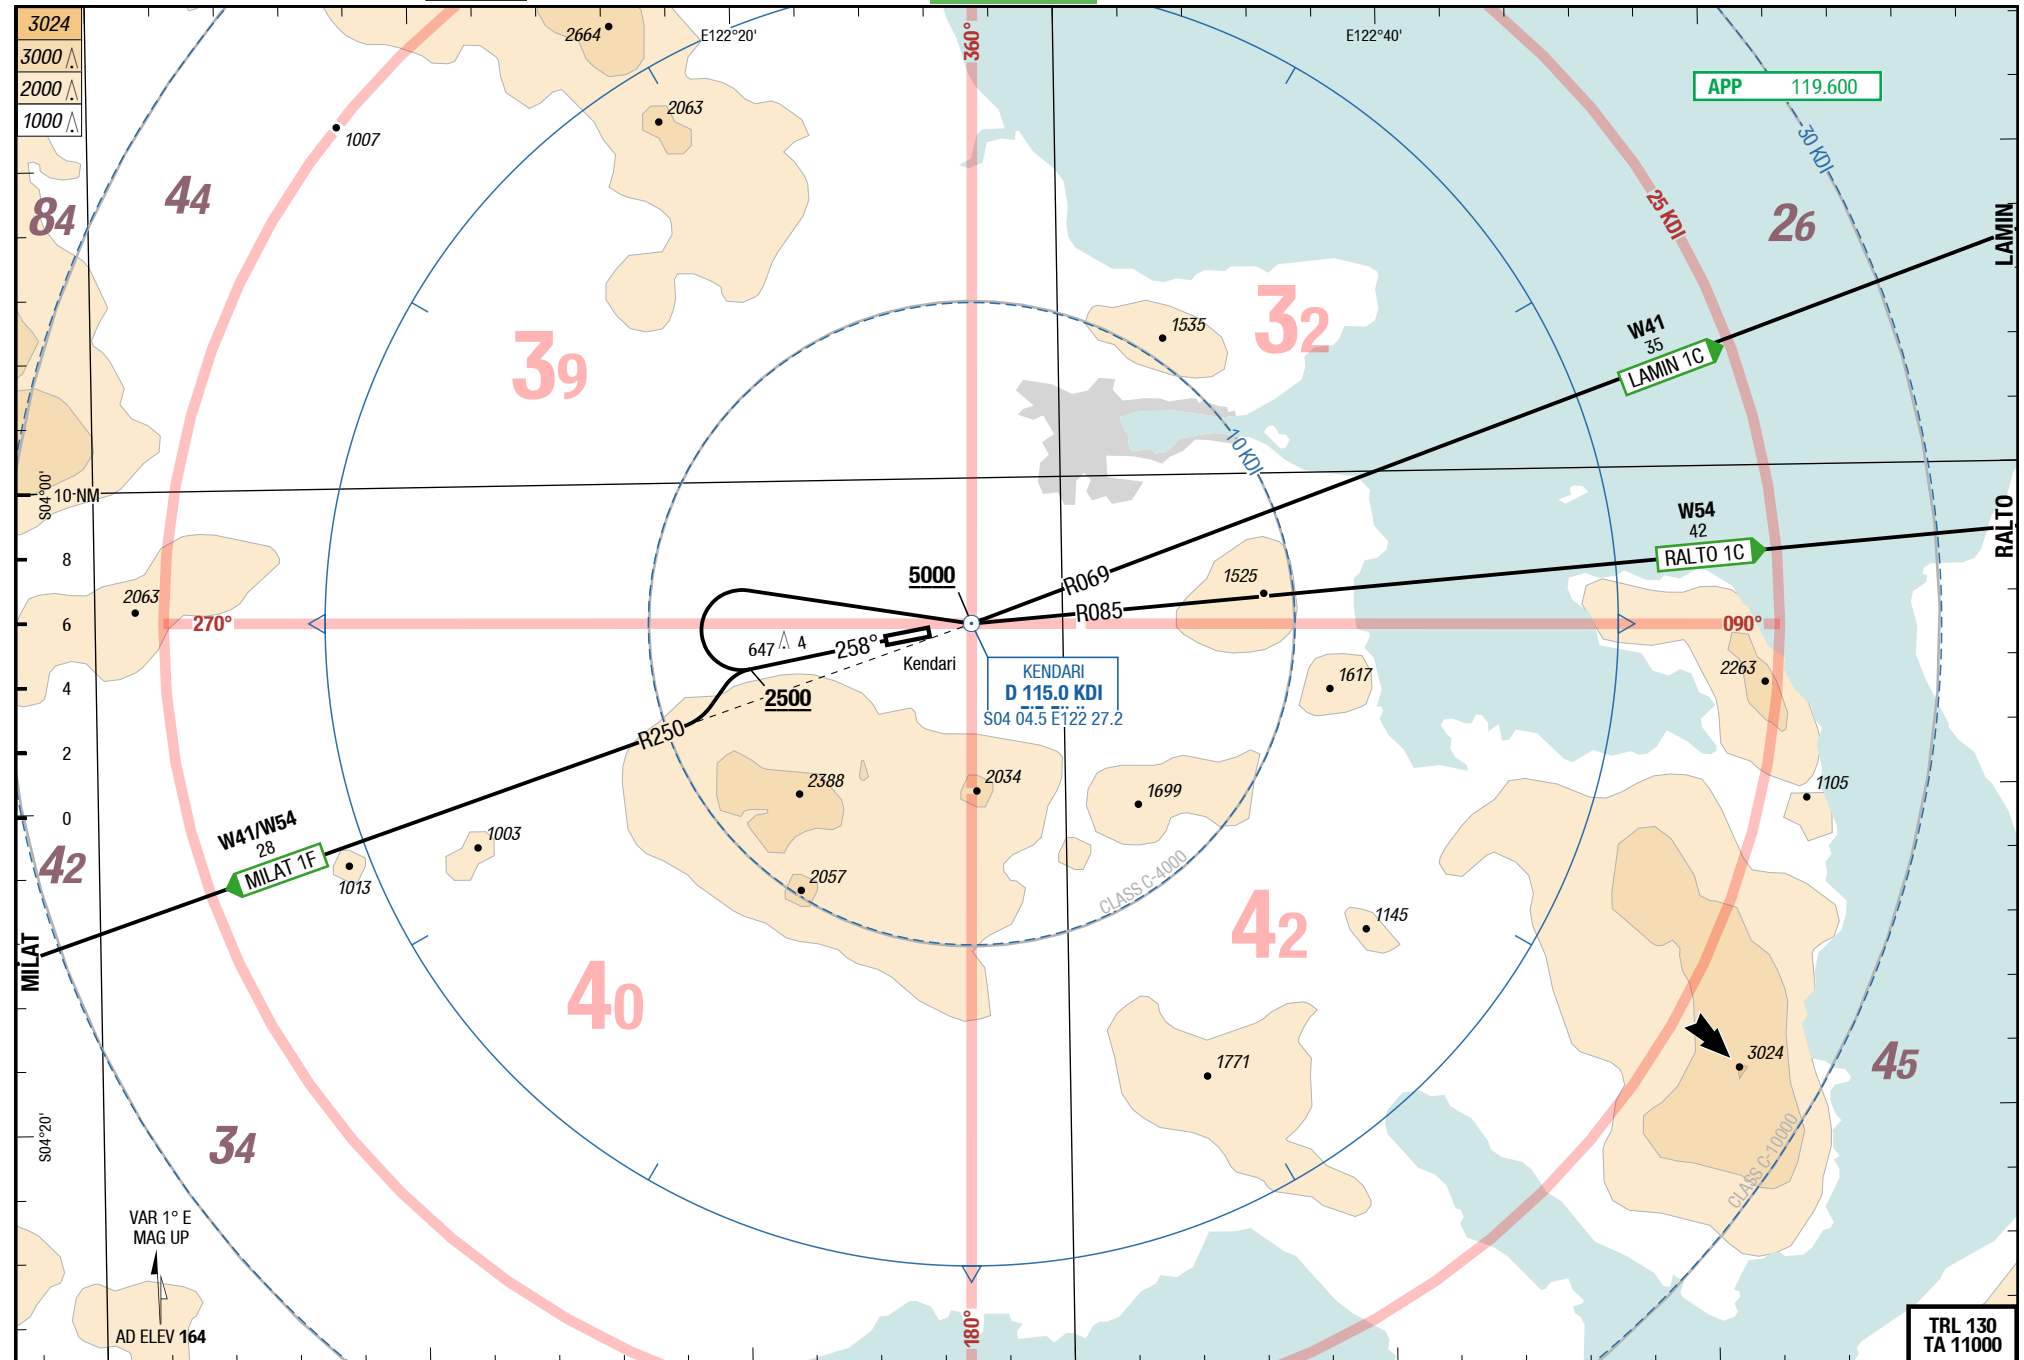 3024
3000
2000
1000
2664
E122°20'
360°
E122°40'
APP 119.600
2063
1007
30 KDI
44
84
25 KDI
26
LAMIN
39
32
1535
W41
35
LAMIN 1C
10 KDI
S04°00'
10 NM
8
6
4
2
0
W54
42
RALTO 1C
RALTO
2063
270°
5000
R069
R085
1525
090°
647 4
258°
Kendari
2500
R250
KENDARI
D 115.0 KDI
S04 04.5 E122 27.2
1617
2263
2388
2034
1699
1105
W41/W54
28
MILAT 1F
1003
1013
2057
CLASS C-4000
42
MILAT
40
42
1145
1771
3024
45
CLASS C-10000
S04°20'
34
VAR 1° E
MAG UP
AD ELEV 164
180°
TRL 130
TA 11000